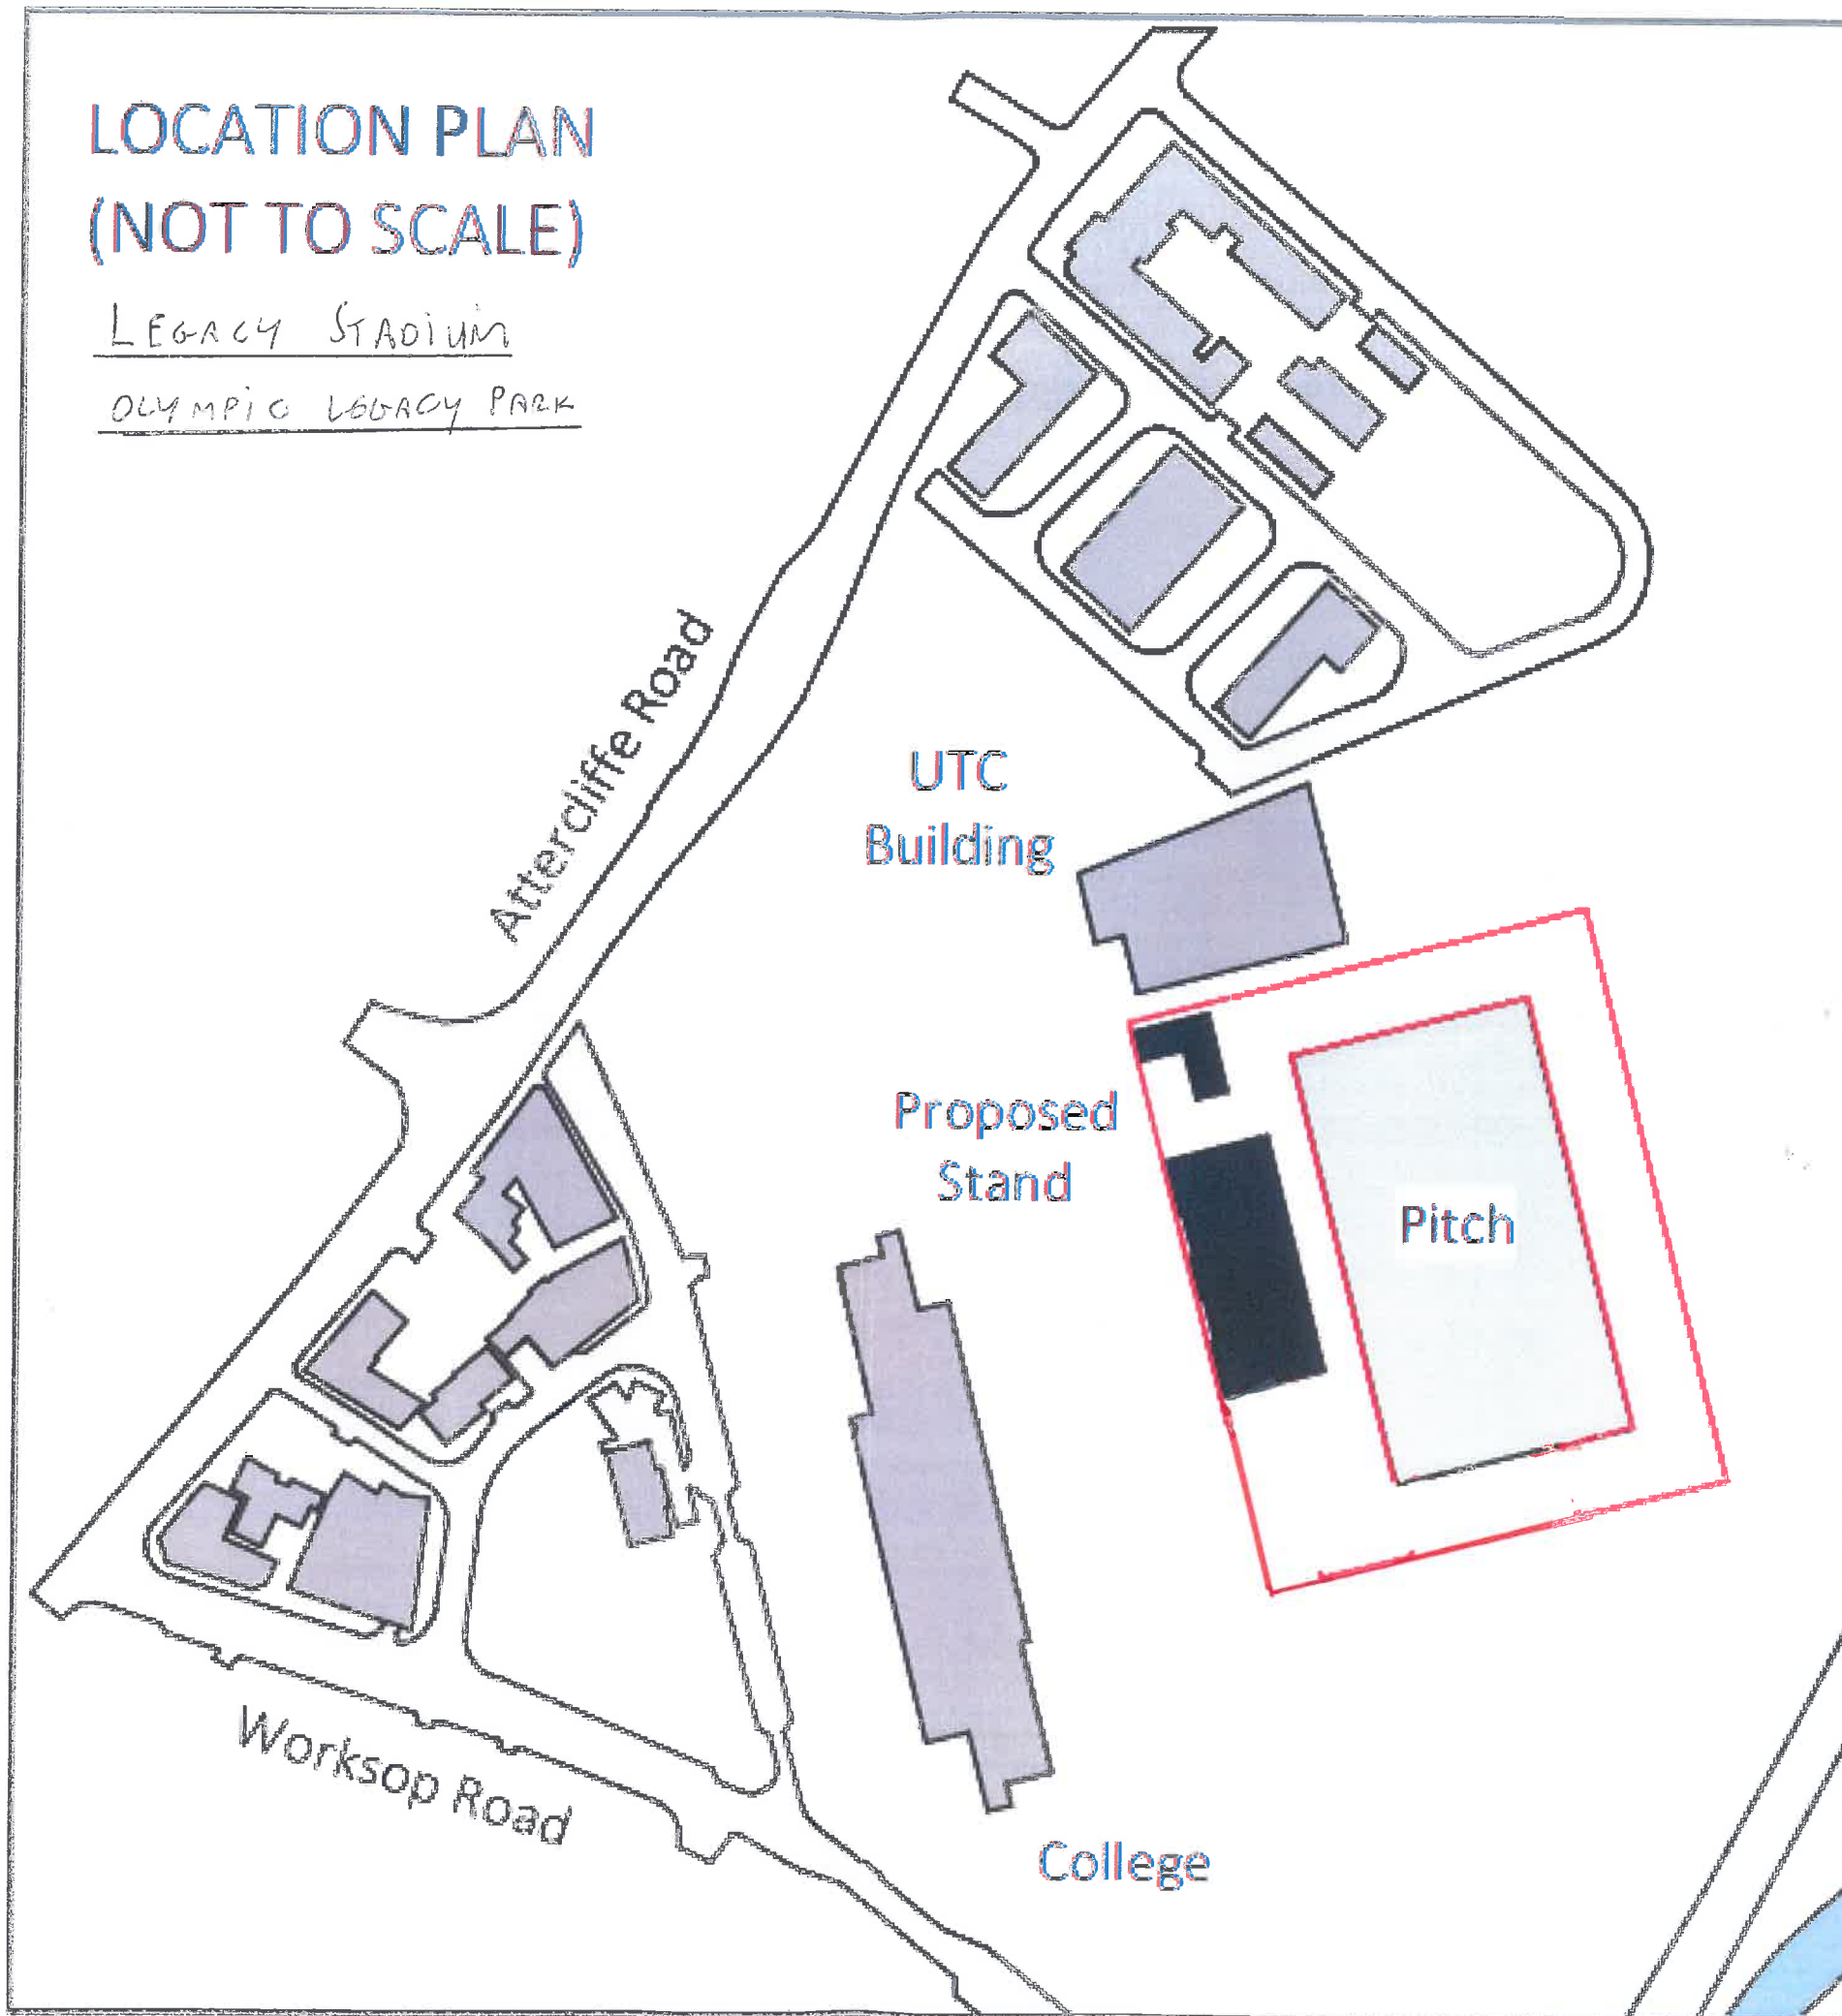 LOCATION PLAN
(NOT TO SCALE)
LEGACY STADIUM
OLYMPIC LEGACY PARK
Attercliffe Road
UTC
Building
Proposed
Stand
Pitch
Worksop Road
College